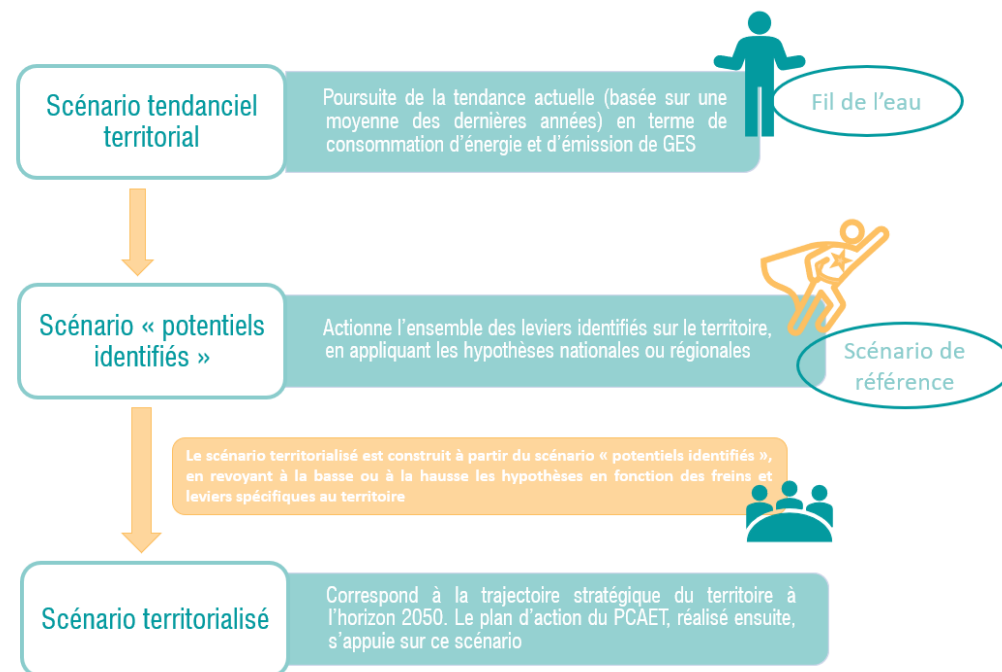 Scénario tendanciel
territorial
Poursuite de la tendance actuelle (basée sur une
moyenne des dernières années) en terme de
consommation d'énergie et d'émission de GES
Fil de l'eau
Scénario « potentiels
identifiés »
Actionne l'ensemble des leviers identifiés sur le territoire,
en appliquant les hypothèses nationales ou régionales
Scénario de
référence
Le scénario territorialisé est construit à partir du scénario « potentiels identifiés »,
en revoyant à la basse ou à la hausse les hypothèses en fonction des freins et
leviers spécifiques au territoire
Scénario territorialisé
Correspond à la trajectoire stratégique du territoire à
l'horizon 2050. Le plan d'action du PCAET, réalisé ensuite,
s'appuie sur ce scénario